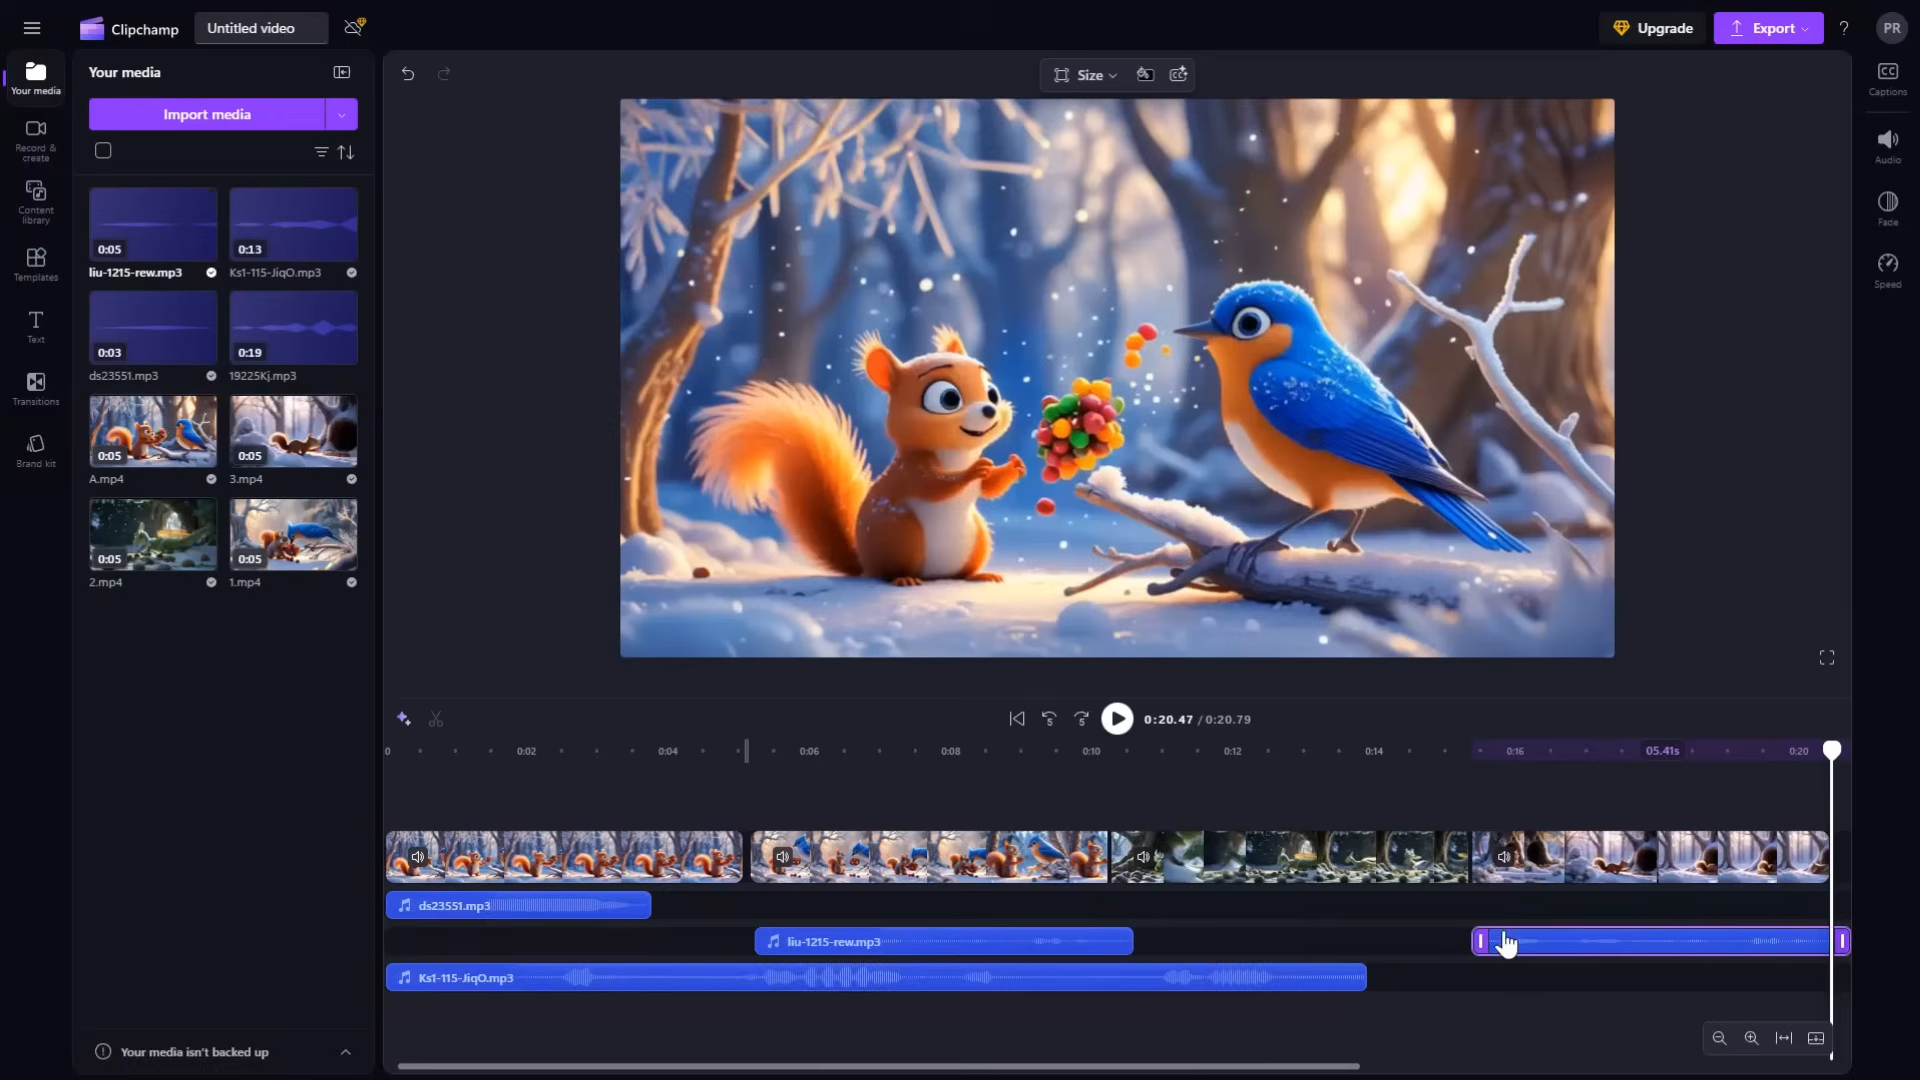 Clipchamp
Untitled video
Upgrade
Export
?
PR
Your media
Your media
Import media
Record &
create
Content
library
Templates
Text
Transitions
Brand kit
0:05
0:13
liu-1215-rew.mp3
Ks1-115-JiqO.mp3
0:03
0:19
ds23551.mp3
19225Kj.mp3
0:05
0:05
A.mp4
3.mp4
0:05
0:05
2.mp4
1.mp4
Your media isn't backed up
Size
CC
CC
Captions
Audio
Fade
Speed
5
5
0:20.47 / 0:20.79
0
0:02
0:04
0:06
0:08
0:10
0:12
0:14
0:16
05.41s
0:20
ds23551.mp3
liu-1215-rew.mp3
Ks1-115-JiqO.mp3